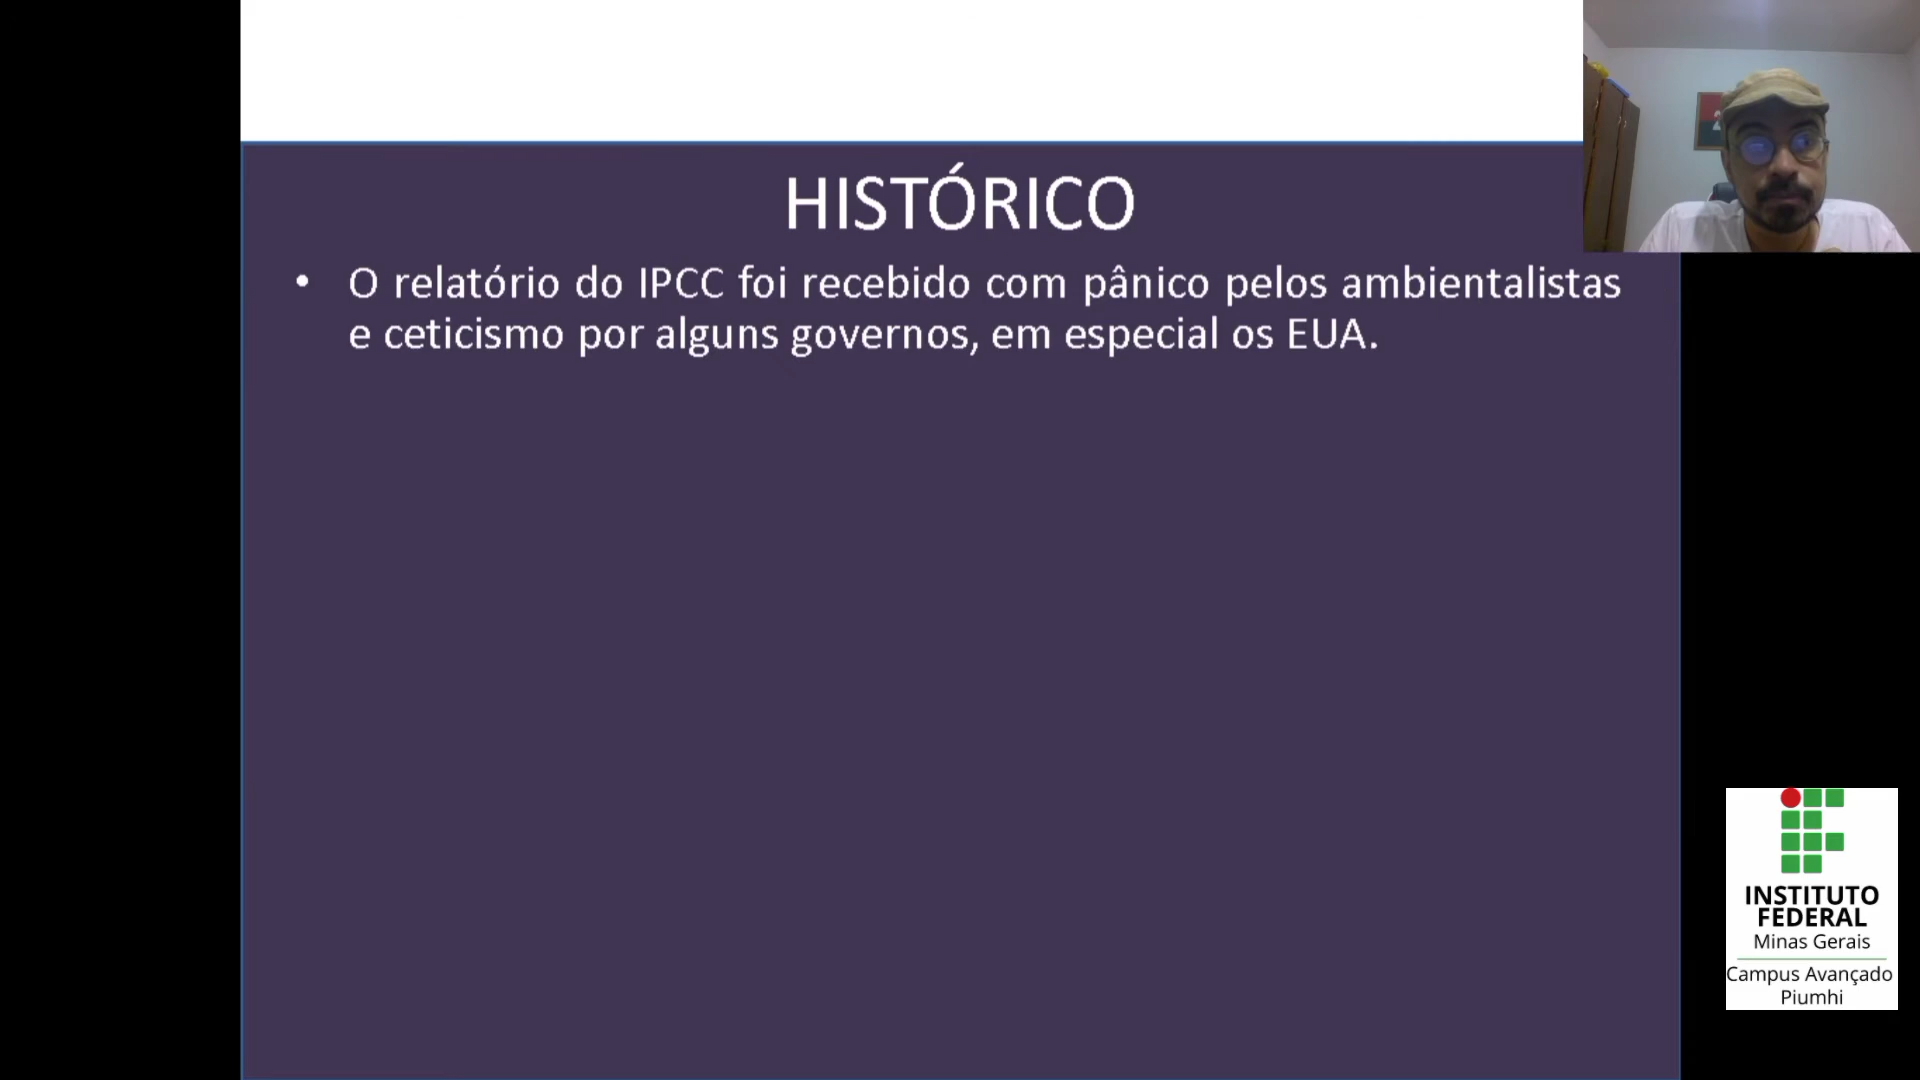 HISTÓRICO
• O relatório do IPCC foi recebido com pânico pelos ambientalistas
e ceticismo por alguns governos, em especial os EUA.
INSTITUTO
FEDERAL
Minas Gerais
Campus Avançado
Piumhi